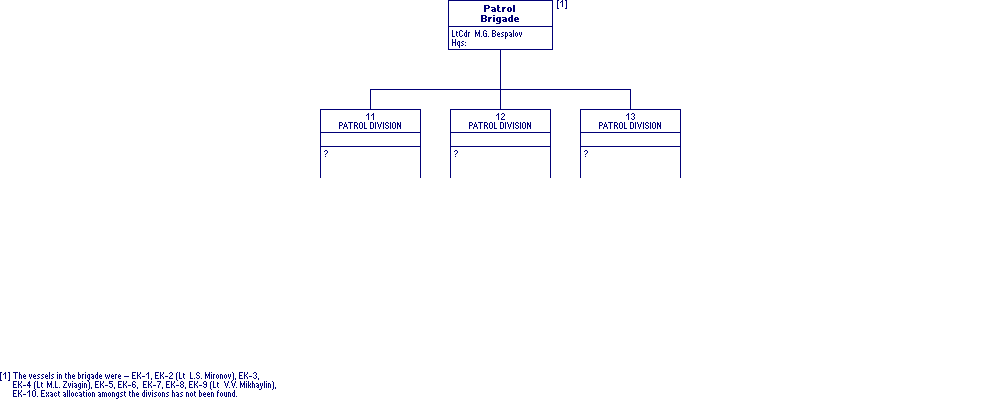 Patrol
Brigade
[1]
LtCdr M.G. Bespalov
Hqs:
11
PATROL DIVISION
?
12
PATROL DIVISION
?
13
PATROL DIVISION
?
[1] The vessels in the brigade were – EK-1, EK-2 (Lt L.S. Mironov), EK-3,
EK-4 (Lt M.L. Zviagin), EK-5, EK-6, EK-7, EK-8, EK-9 (Lt V.V. Mikhaylin),
EK-10. Exact allocation amongst the divisons has not been found.